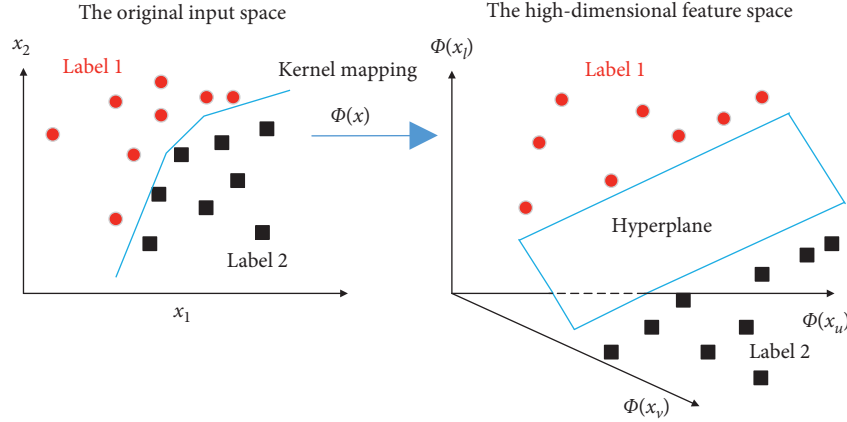 The original input space
x₂
Label 1
Kernel mapping
Φ(x)
Label 2
x₁
The high-dimensional feature space
Φ(xₗ)
Label 1
Hyperplane
Φ(xᵤ)
Label 2
Φ(xᵥ)